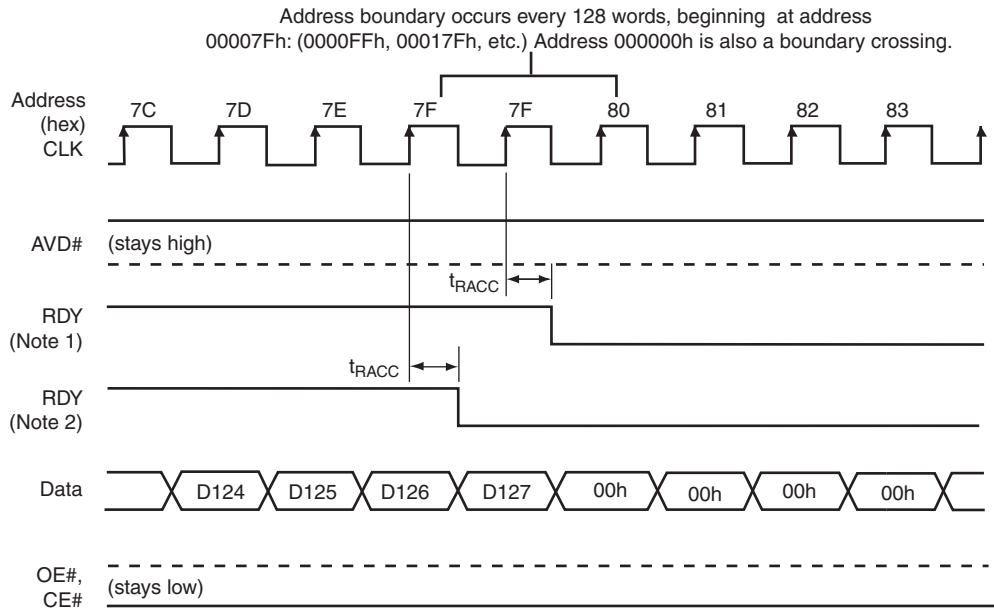 Address boundary occurs every 128 words, beginning at address
00007Fh: (0000FFh, 00017Fh, etc.) Address 000000h is also a boundary crossing.
Address
(hex)
CLK
7C 7D 7E 7F 7F 80 81 82 83
AVD# (stays high)
tRACC
RDY
(Note 1)
tRACC
RDY
(Note 2)
Data D124 D125 D126 D127 00h 00h 00h 00h
OE#,
CE#
(stays low)